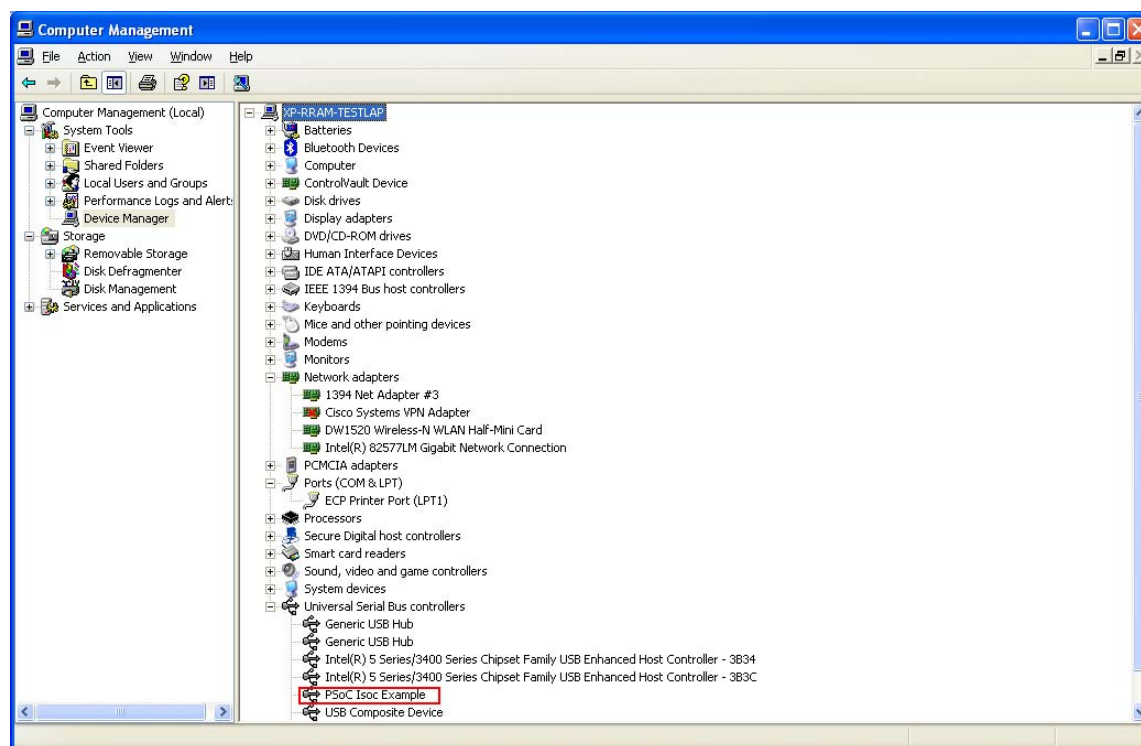 Computer Management
File Action View Window Help
Computer Management (Local)
System Tools
Event Viewer
Shared Folders
Local Users and Groups
Performance Logs and Alert
Device Manager
Storage
Removable Storage
Disk Defragmenter
Disk Management
Services and Applications
XP-RRAM-TESTLAP
Batteries
Bluetooth Devices
Computer
ControlVault Device
Disk drives
Display adapters
DVD/CD-ROM drives
Human Interface Devices
IDE ATA/ATAPI controllers
IEEE 1394 Bus host controllers
Keyboards
Mice and other pointing devices
Modems
Monitors
Network adapters
1394 Net Adapter #3
Cisco Systems VPN Adapter
DW1520 Wireless-N WLAN Half-Mini Card
Intel(R) 82577LM Gigabit Network Connection
PCMCIA adapters
Ports (COM & LPT)
ECP Printer Port (LPT1)
Processors
Secure Digital host controllers
Smart card readers
Sound, video and game controllers
System devices
Universal Serial Bus controllers
Generic USB Hub
Generic USB Hub
Intel(R) 5 Series/3400 Series Chipset Family USB Enhanced Host Controller - 3B34
Intel(R) 5 Series/3400 Series Chipset Family USB Enhanced Host Controller - 3B3C
PSoC Isoc Example
USB Composite Device